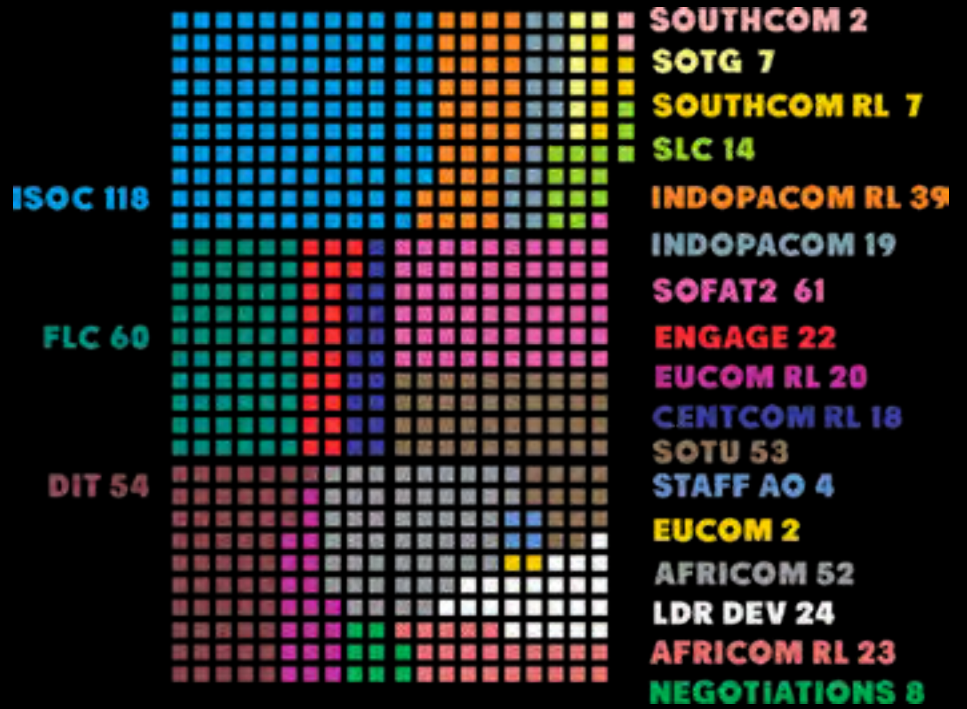 SOUTHCOM 2
SOTG 7
SOUTHCOM RL 7
SLC 14
ISOC 118
INDOPACOM RL 39
INDOPACOM 19
SOFAT2 61
FLC 60
ENGAGE 22
EUCOM RL 20
CENTCOM RL 18
SOTU 53
DIT 54
STAFF AO 4
EUCOM 2
AFRICOM 52
LDR DEV 24
AFRICOM RL 23
NEGOTIATIONS 8